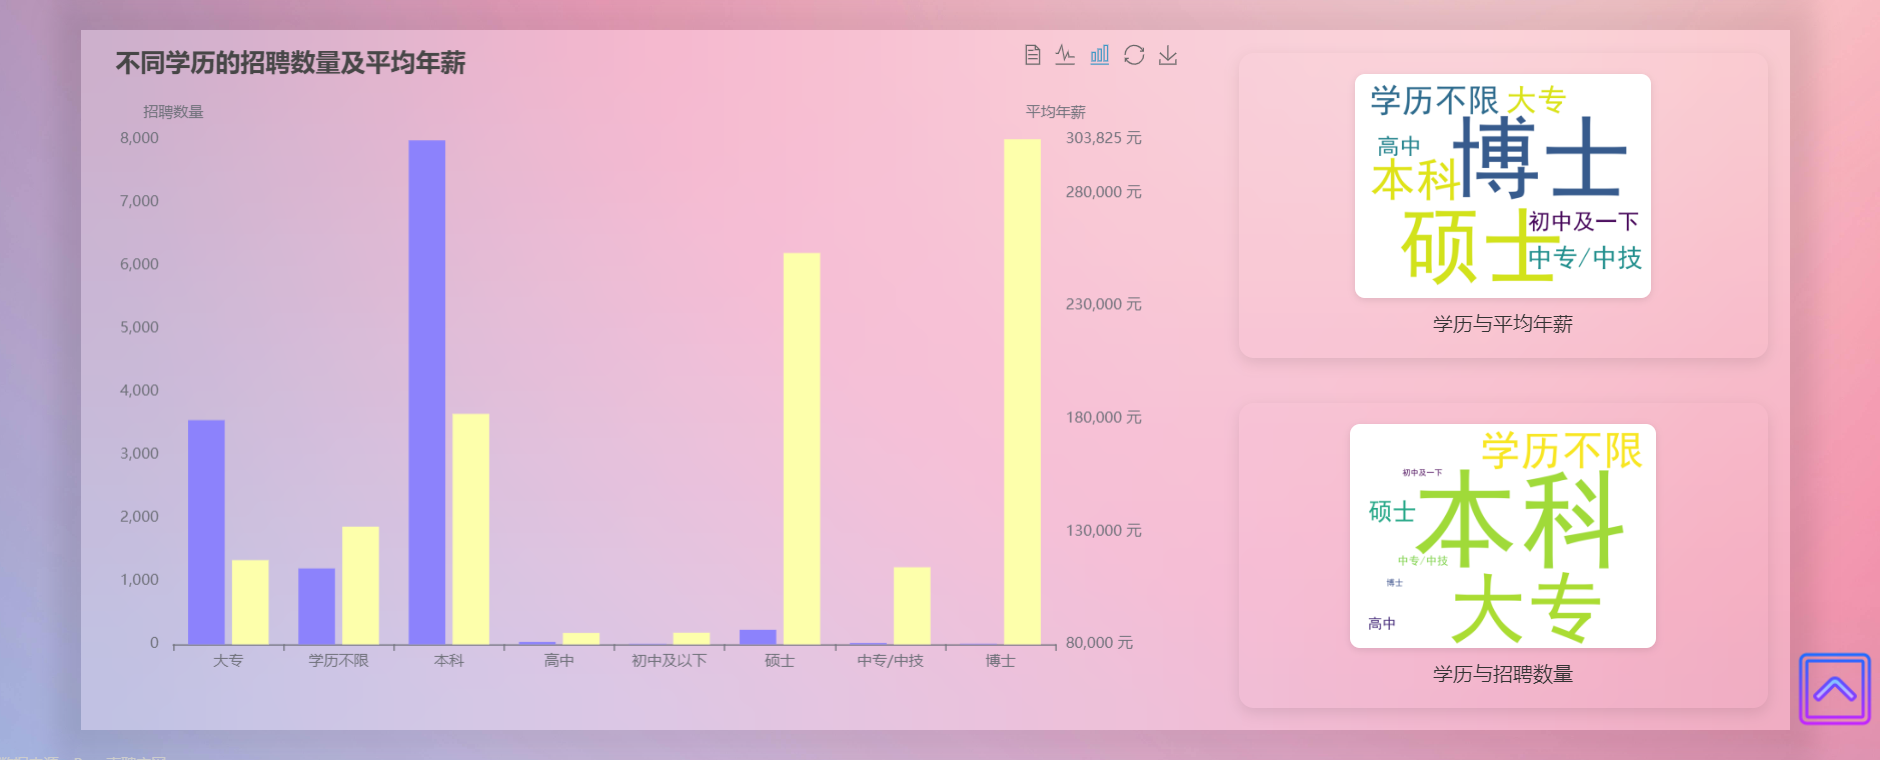 不同学历的招聘数量及平均年薪
招聘数量
平均年薪
8,000
7,000
6,000
5,000
4,000
3,000
2,000
1,000
0
303,825 元
280,000 元
230,000 元
180,000 元
130,000 元
80,000 元
大专
学历不限
本科
高中
初中及以下
硕士
中专/中技
博士
学历不限 大专
高中
博士
本科
硕士
初中及一下
中专/中技
学历与平均年薪
学历不限
初中及一下
本科
硕士
中专/中技
博士
大专
高中
学历与招聘数量